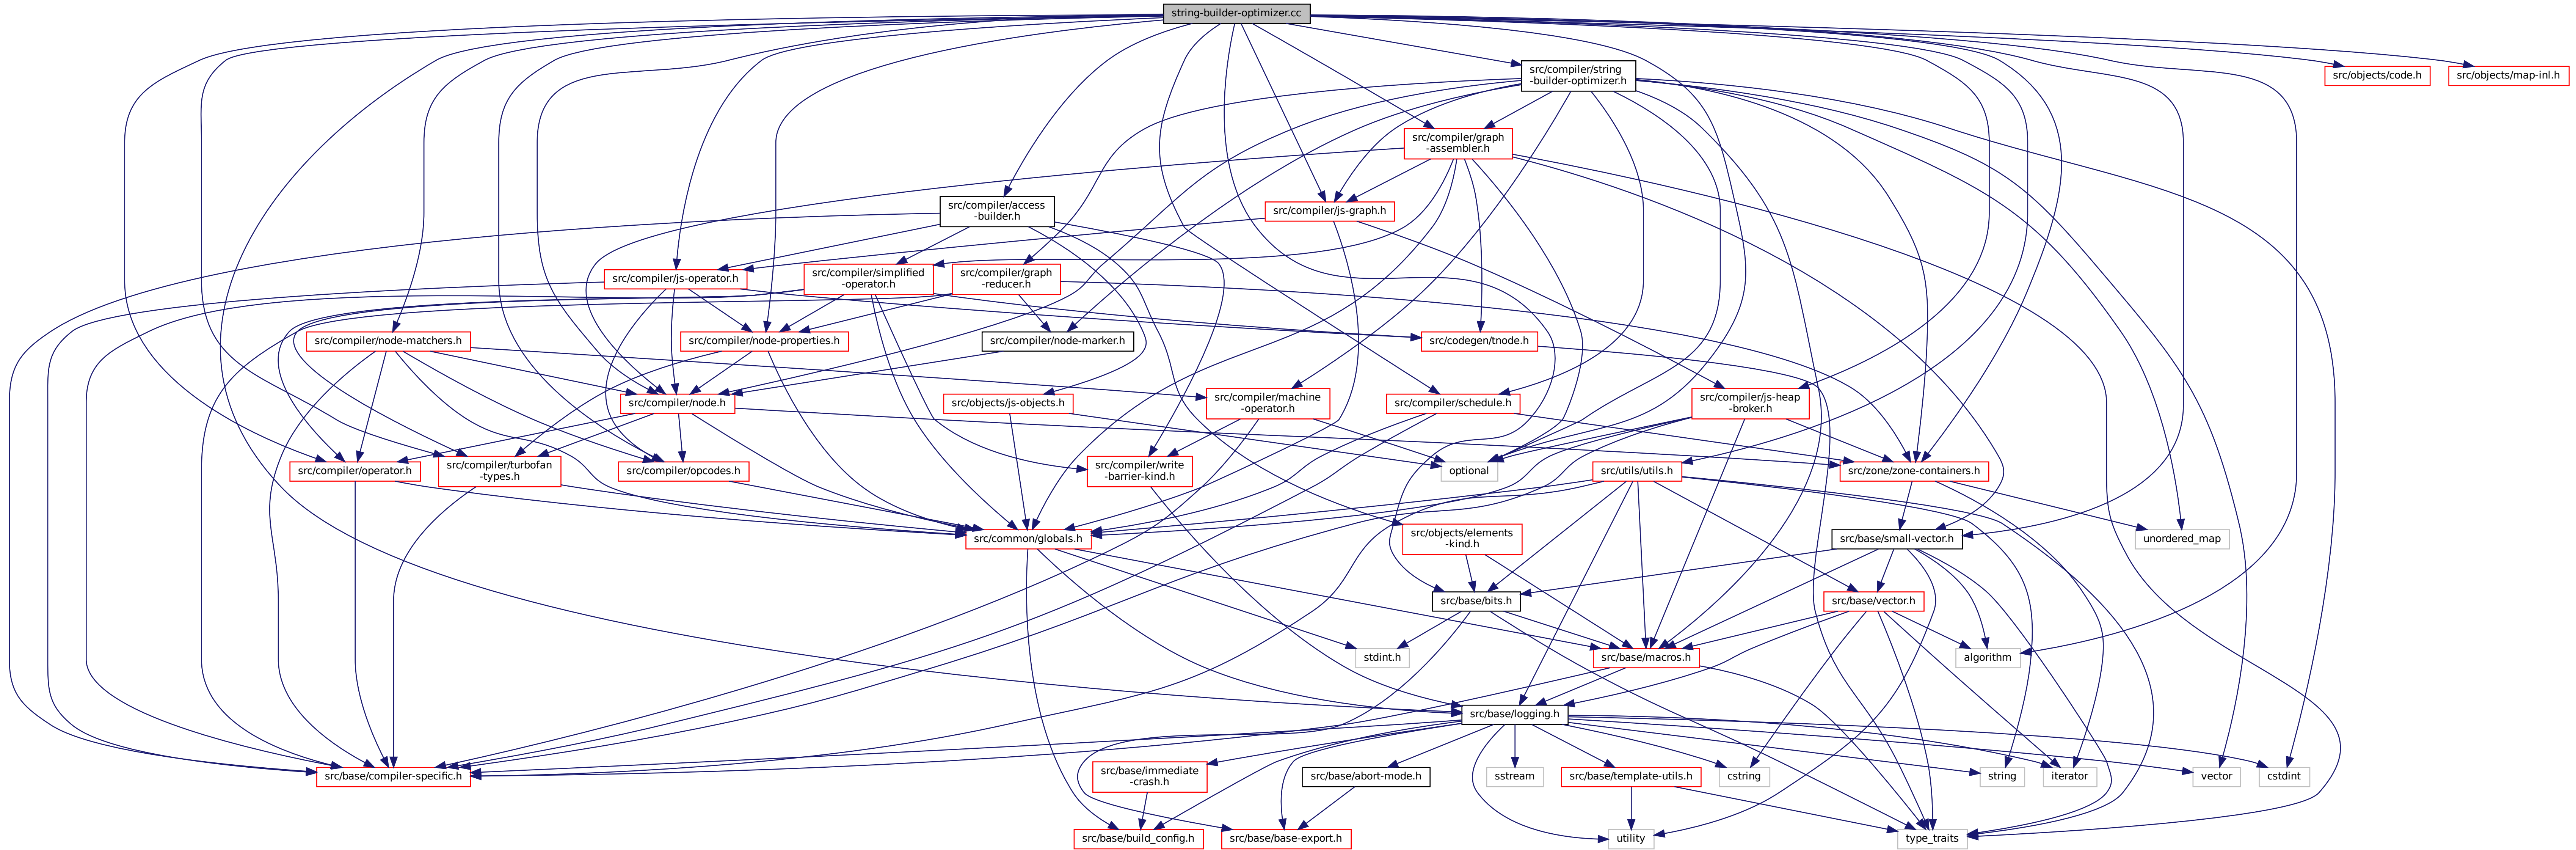 string-builder-optimizer.cc
src/compiler/string
-builder-optimizer.h
src/objects/code.h
src/objects/map-inl.h
src/compiler/graph
-assembler.h
src/compiler/access
-builder.h
src/compiler/js-graph.h
src/compiler/js-operator.h
src/compiler/simplified
-operator.h
src/compiler/graph
-reducer.h
src/compiler/node-matchers.h
src/compiler/node-properties.h
src/compiler/node-marker.h
src/codegen/tnode.h
src/compiler/node.h
src/objects/js-objects.h
src/compiler/machine
-operator.h
src/compiler/schedule.h
src/compiler/js-heap
-broker.h
src/compiler/operator.h
src/compiler/turbofan
-types.h
src/compiler/opcodes.h
src/compiler/write
-barrier-kind.h
optional
src/utils/utils.h
src/zone/zone-containers.h
src/common/globals.h
src/objects/elements
-kind.h
src/base/small-vector.h
unordered_map
src/base/bits.h
src/base/vector.h
stdint.h
src/base/macros.h
algorithm
src/base/logging.h
src/base/compiler-specific.h
src/base/immediate
-crash.h
src/base/abort-mode.h
sstream
src/base/template-utils.h
cstring
string
iterator
vector
cstdint
src/base/build_config.h
src/base/base-export.h
utility
type_traits